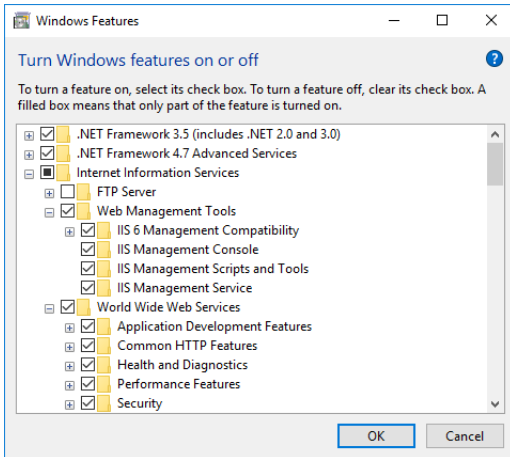 Windows Features
Turn Windows features on or off
?
To turn a feature on, select its check box. To turn a feature off, clear its check box. A
filled box means that only part of the feature is turned on.
.NET Framework 3.5 (includes .NET 2.0 and 3.0)
.NET Framework 4.7 Advanced Services
Internet Information Services
FTP Server
Web Management Tools
IIS 6 Management Compatibility
IIS Management Console
IIS Management Scripts and Tools
IIS Management Service
World Wide Web Services
Application Development Features
Common HTTP Features
Health and Diagnostics
Performance Features
Security
OK Cancel